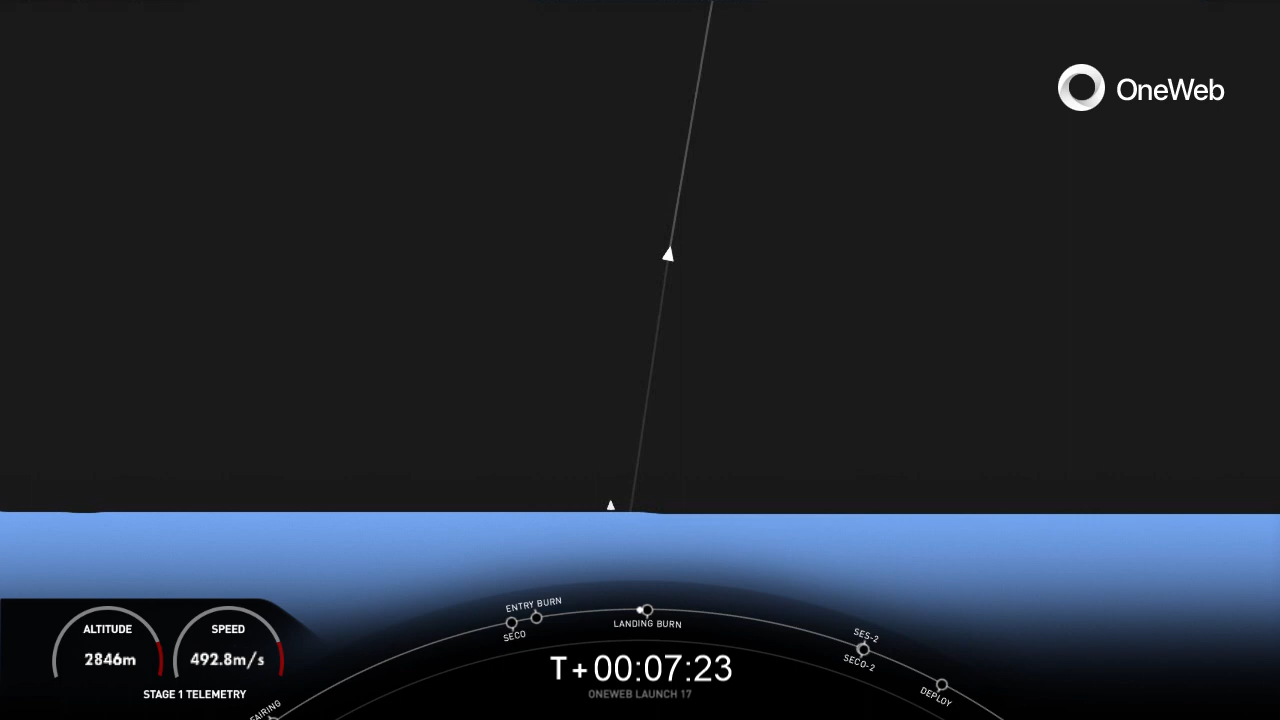 OneWeb
ENTRY BURN
SECO
LANDING BURN
SES-2
SECO-2
DEPLOY
FAIRING
ALTITUDE
2846m
SPEED
492.8m/s
STAGE 1 TELEMETRY
T+00:07:23
ONEWEB LAUNCH 17